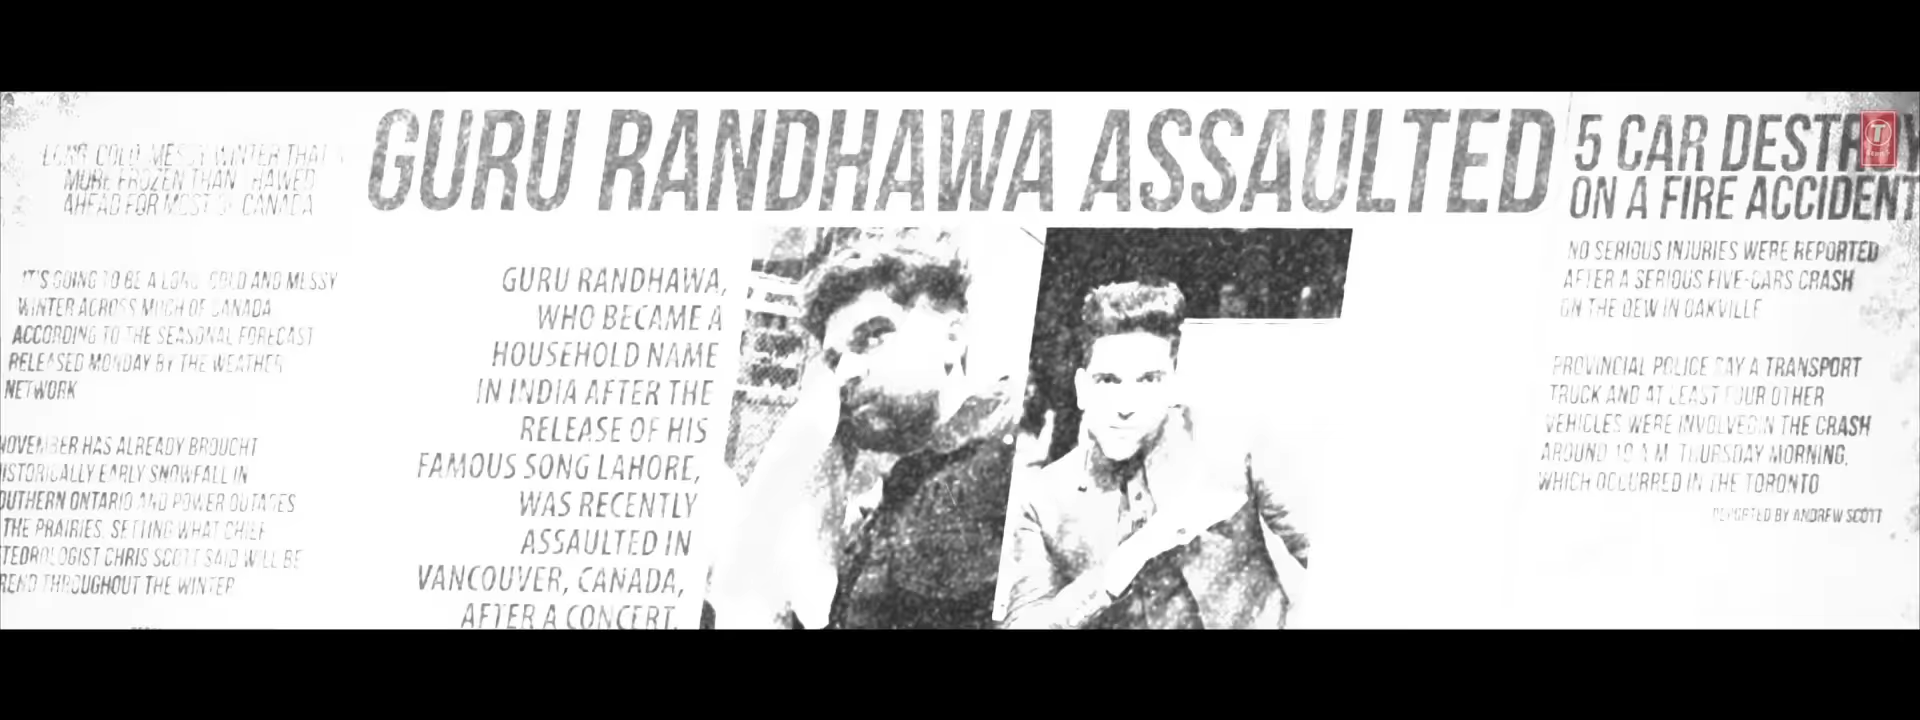 GURU RANDHAWA ASSAULTED
LONG COLD MESSY WINTER THAT
MORE FROZEN THAN THAWED
AHEAD FOR MOST OF CANADA
IT'S GOING TO BE A LONG, COLD AND MESSY
WINTER ACROSS MUCH OF CANADA
ACCORDING TO THE SEASONAL FORECAST
RELEASED MONDAY BY THE WEATHER
NETWORK
NOVEMBER HAS ALREADY BROUGHT
ISTORICALLY EARLY SNOWFALL IN
OUTHERN ONTARIO AND POWER OUTAGES
THE PRAIRIES, SETTING WHAT CHIEF
TEOROLOGIST CHRIS SCOTT SAID WILL BE
REND THROUGHOUT THE WINTER
GURU RANDHAWA,
WHO BECAME A
HOUSEHOLD NAME
IN INDIA AFTER THE
RELEASE OF HIS
FAMOUS SONG LAHORE,
WAS RECENTLY
ASSAULTED IN
VANCOUVER, CANADA,
AFTER A CONCERT.
5 CAR DESTROY
ON A FIRE ACCIDENT
NO SERIOUS INJURIES WERE REPORTED
AFTER A SERIOUS FIVE-CARS CRASH
ON THE QEW IN OAKVILLE
PROVINCIAL POLICE SAY A TRANSPORT
TRUCK AND AT LEAST FOUR OTHER
VEHICLES WERE INVOLVED IN THE CRASH
AROUND 10 A.M. THURSDAY MORNING,
WHICH OCCURRED IN THE TORONTO
REPORTED BY ANDREW SCOTT